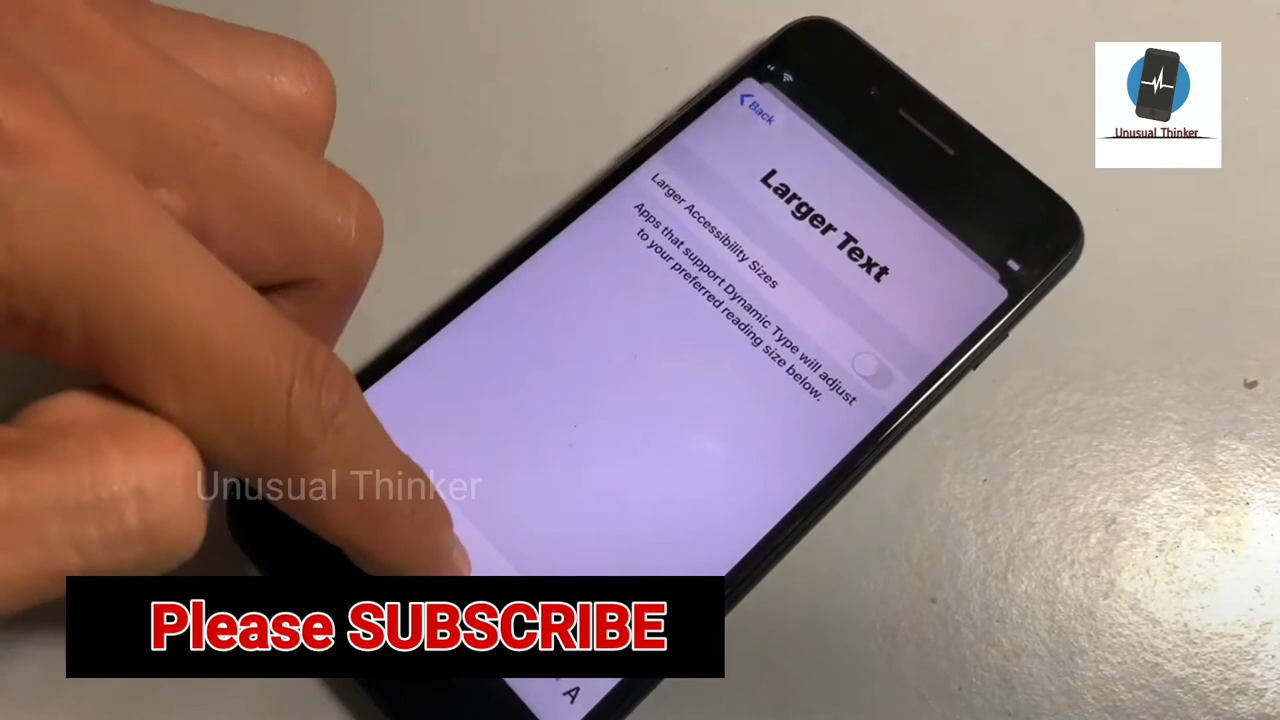 Unusual Thinker
Back
Larger Text
Larger Accessibility Sizes
Apps that support Dynamic Type will adjust
to your preferred reading size below.
Unusual Thinker
Please SUBSCRIBE
A